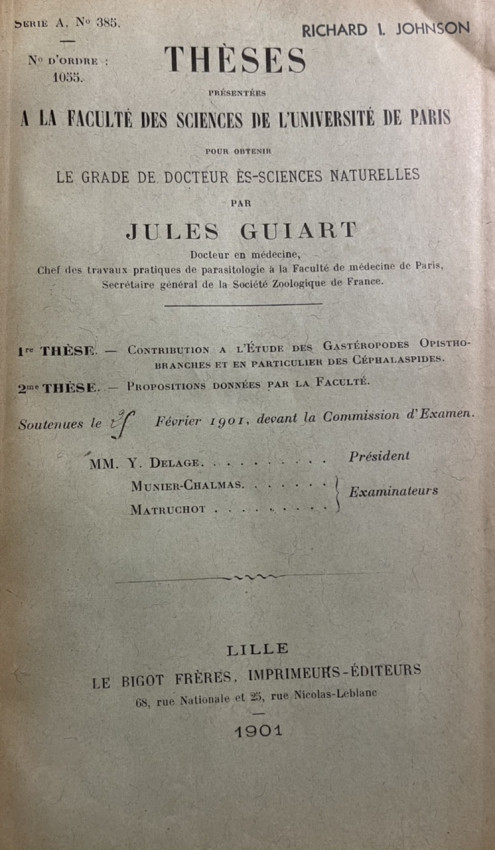 SÉRIE A. Nº 385.
RICHARD I. JOHNSON
Nº D'ORDRE :
1055.
THÈSES
PRÉSENTÉES
A LA FACULTÉ DES SCIENCES DE L'UNIVERSITÉ DE PARIS
POUR OBTENIR
LE GRADE DE DOCTEUR ÈS-SCIENCES NATURELLES
PAR
JULES GUIART
Docteur en médecine,
Chef des travaux pratiques de parasitologie à la Faculté de médecine de Paris,
Secrétaire général de la Société Zoologique de France.
1re THÈSE. — CONTRIBUTION A L'ÉTUDE DES GASTÉROPODES OPISTHO-
BRANCHES ET EN PARTICULIER DES CÉPHALASPIDES.
2me THÈSE. — PROPOSITIONS DONNÉES PAR LA FACULTÉ.
Soutenues le Février 1901, devant la Commission d'Examen.
MM. Y. DELAGE. . . . . . . . . . Président
MUNIER-CHALMAS. . . . . . .
Examinateurs
MATRUCHOT . . . . . . . . .
LILLE
LE BIGOT FRÈRES, IMPRIMEURS-ÉDITEURS
68, rue Nationale et 25, rue Nicolas-Leblanc
1901